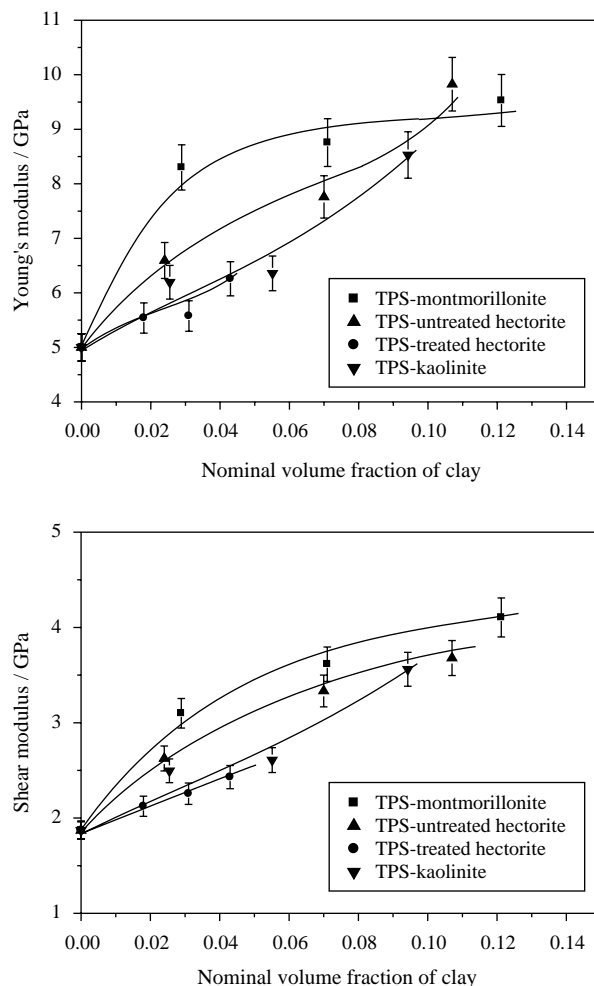 10
9
8
7
6
5
4
Young's modulus / GPa
TPS-montmorillonite
TPS-untreated hectorite
TPS-treated hectorite
TPS-kaolinite
0.00 0.02 0.04 0.06 0.08 0.10 0.12 0.14
Nominal volume fraction of clay
5
4
3
2
1
Shear modulus / GPa
TPS-montmorillonite
TPS-untreated hectorite
TPS-treated hectorite
TPS-kaolinite
0.00 0.02 0.04 0.06 0.08 0.10 0.12 0.14
Nominal volume fraction of clay